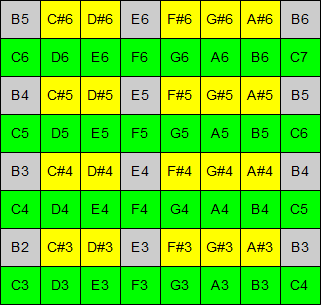 B5 C#6 D#6 E6 F#6 G#6 A#6 B6
C6 D6 E6 F6 G6 A6 B6 C7
B4 C#5 D#5 E5 F#5 G#5 A#5 B5
C5 D5 E5 F5 G5 A5 B5 C6
B3 C#4 D#4 E4 F#4 G#4 A#4 B4
C4 D4 E4 F4 G4 A4 B4 C5
B2 C#3 D#3 E3 F#3 G#3 A#3 B3
C3 D3 E3 F3 G3 A3 B3 C4